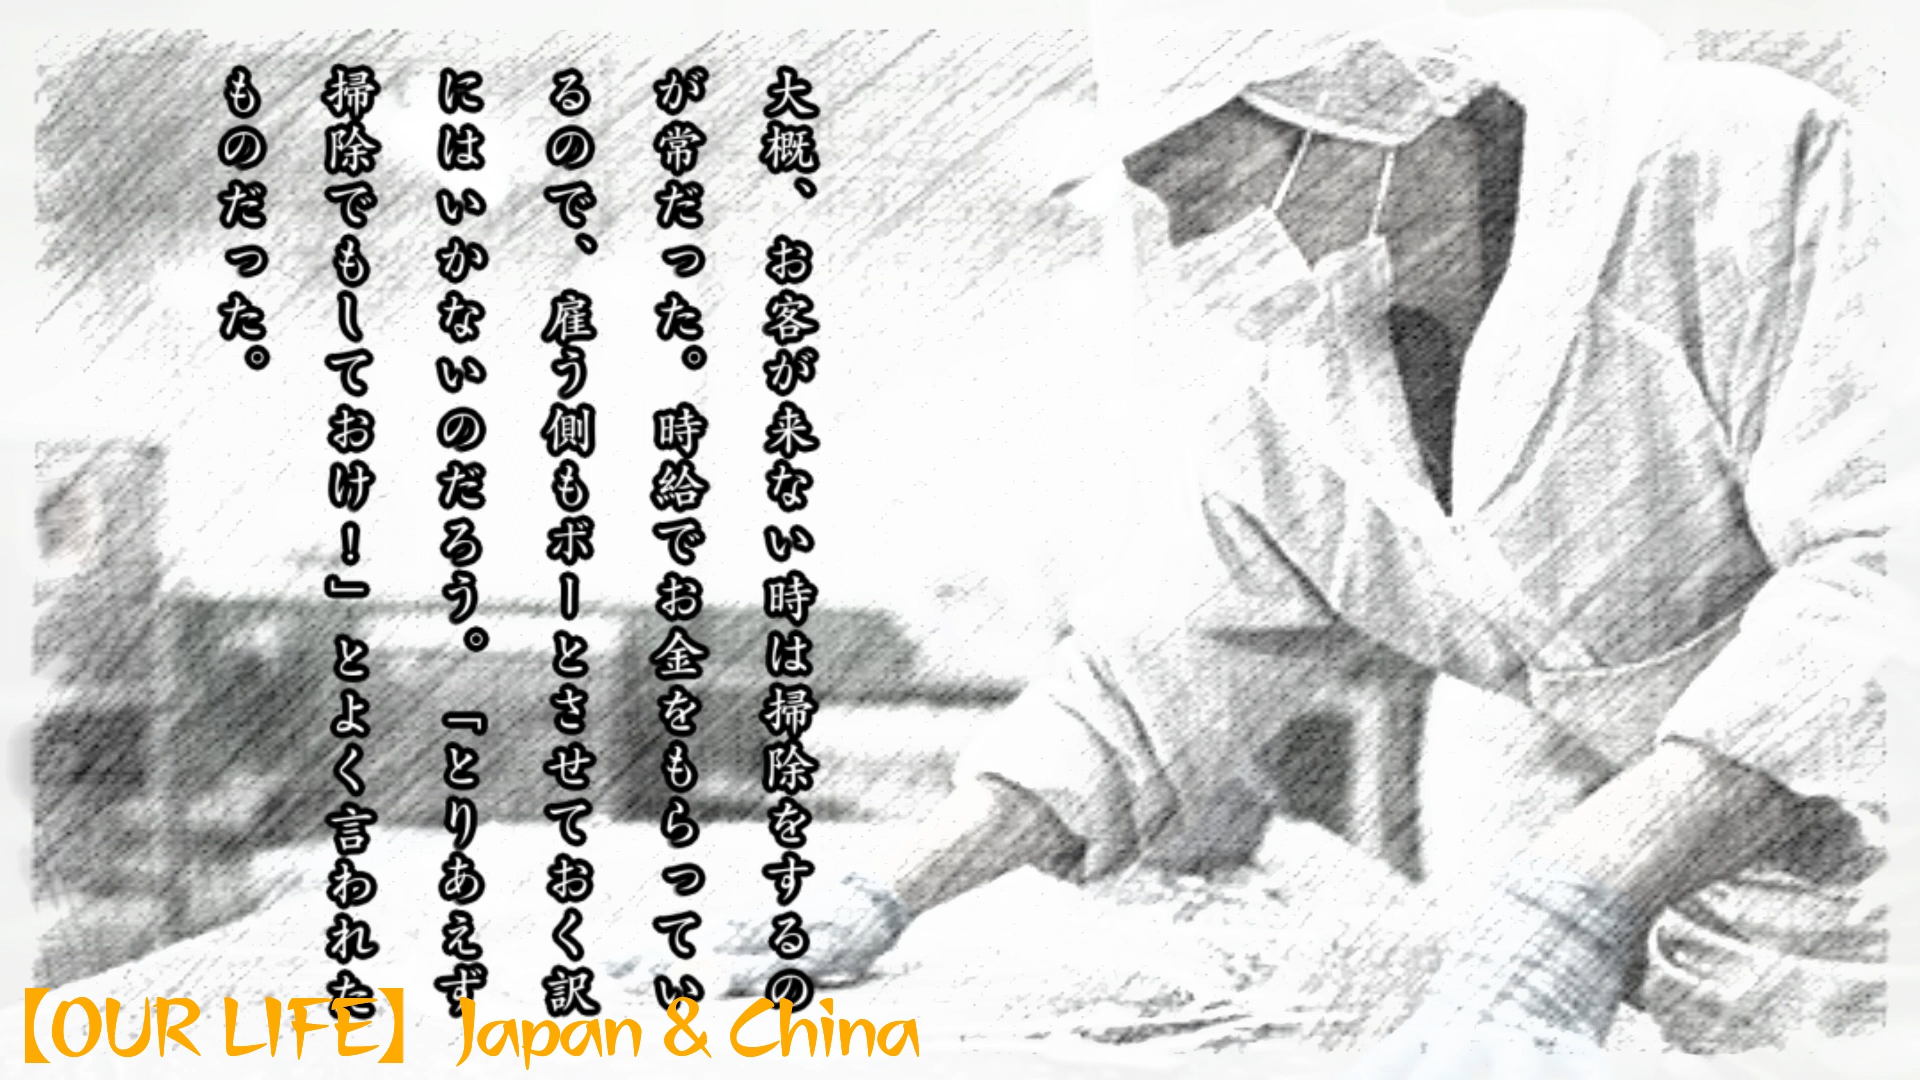 大概、お客が来ない時は掃除をするの
が常だった。時給でお金をもらってい
るので、雇う側もボーとさせておく訳
にはいかないのだろう。「とりあえず
掃除でもしておけ！」とよく言われた
ものだった。
【OUR LIFE】 Japan & China